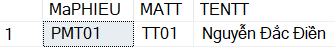 MaPHIEU MATT TENTT
1 PMT01 TT01 Nguyễn Đắc Điền